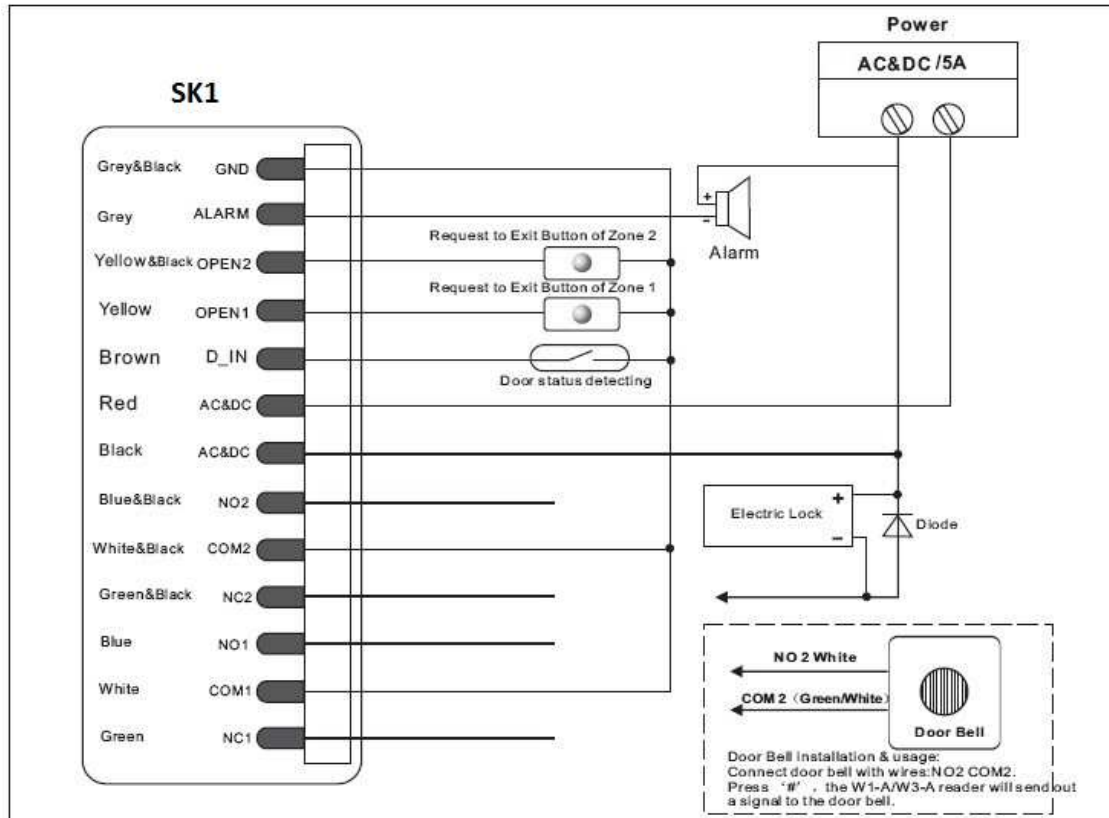 Power
AC&DC/5A
SK1
Grey&Black GND
Grey ALARM
+
-
Alarm
Request to Exit Button of Zone 2
Yellow&Black OPEN2
Request to Exit Button of Zone 1
Yellow OPEN1
Brown D_IN
Door status detecting
Red AC&DC
Black AC&DC
Blue&Black NO2
Electric Lock + -
Diode
White&Black COM2
Green&Black NC2
Blue NO1
White COM1
Green NC1
NO 2 White
COM 2 (Green/White)
Door Bell
Door Bell installation & usage:
Connect door bell with wires:NO2 COM2.
Press ‘#’ , the W1-A/W3-A reader will send out
a signal to the door bell.